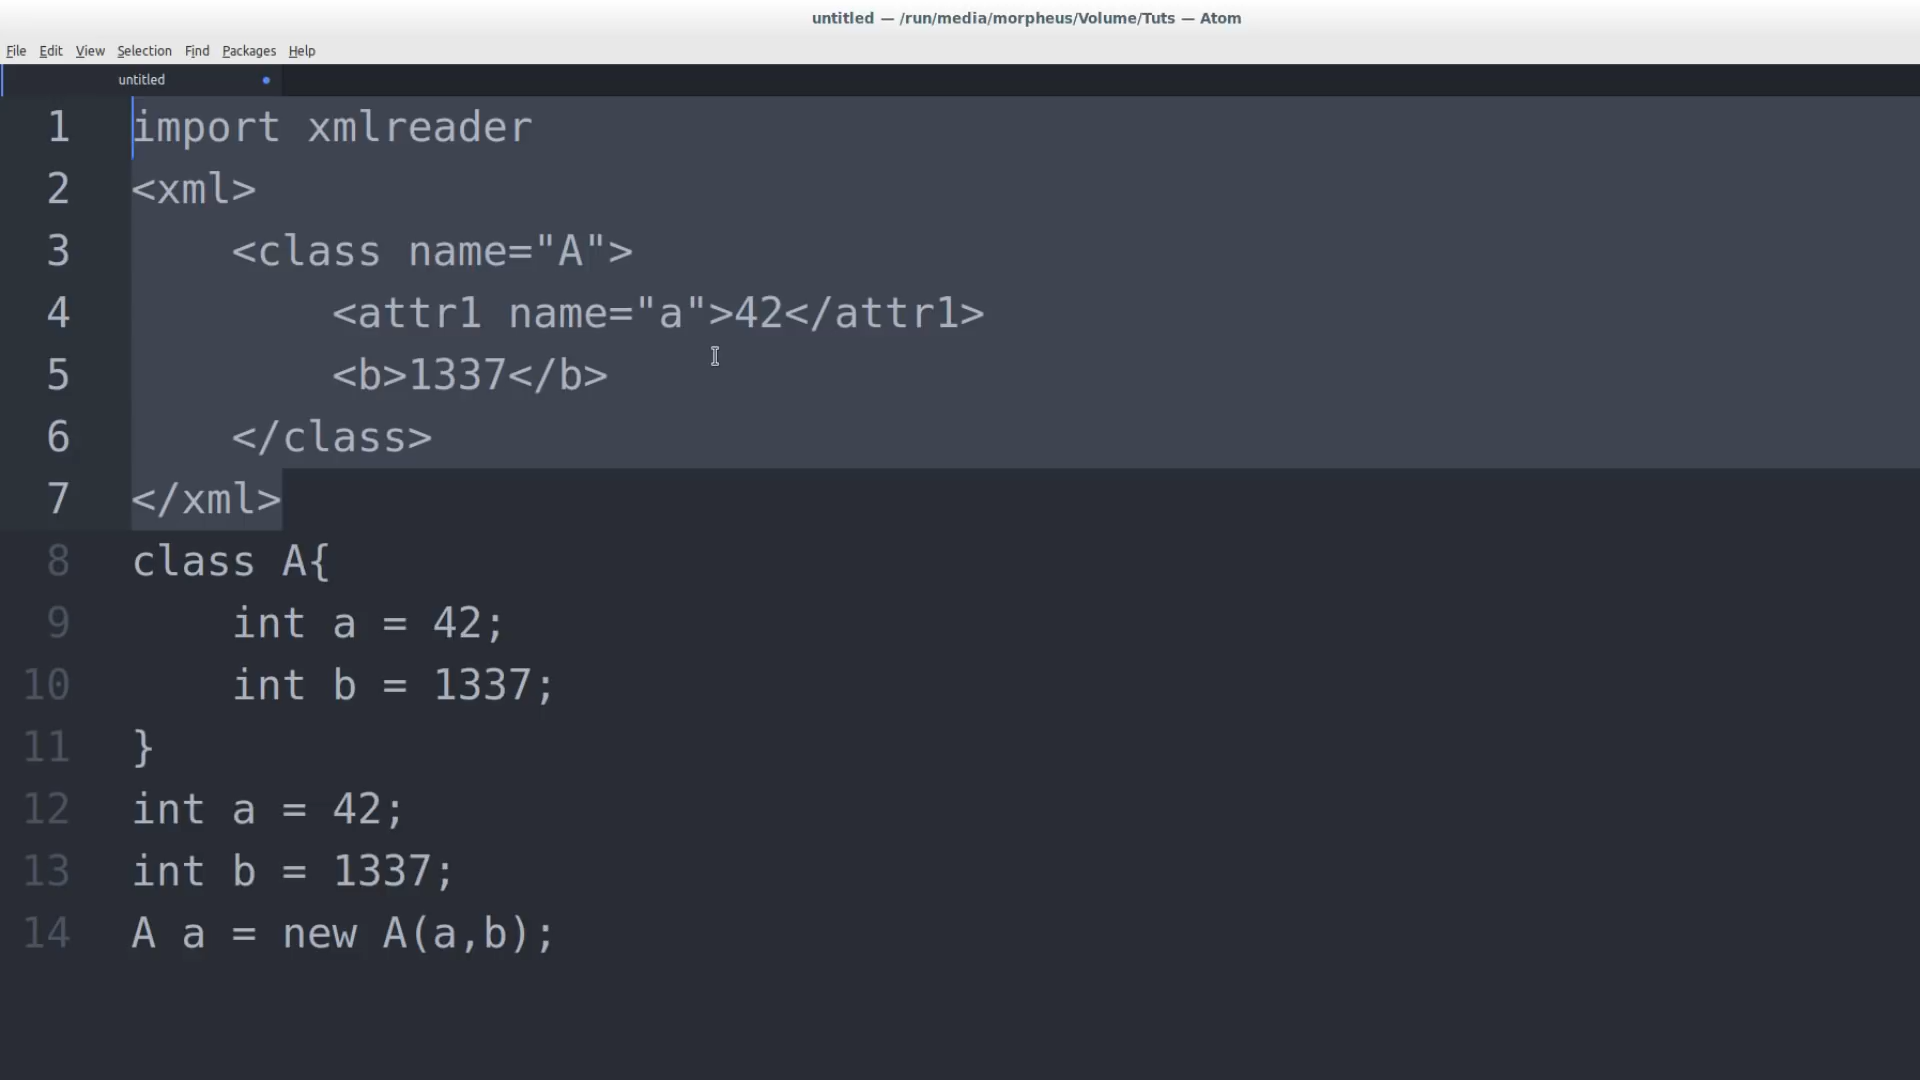 untitled — /run/media/morpheus/Volume/Tuts — Atom
File Edit View Selection Find Packages Help
untitled
1 import xmlreader
2 <xml>
3     <class name="A">
4         <attr1 name="a">42</attr1>
5         <b>1337</b>
6     </class>
7 </xml>
8 class A{
9     int a = 42;
10     int b = 1337;
11 }
12 int a = 42;
13 int b = 1337;
14 A a = new A(a,b);